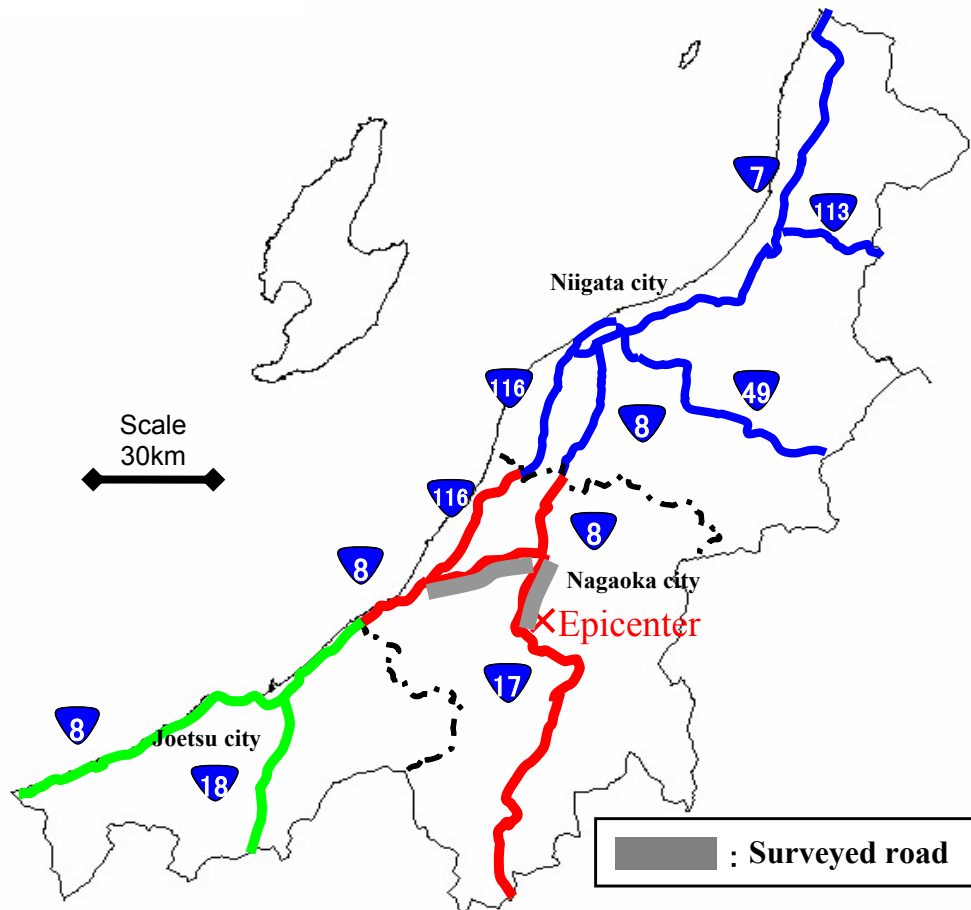 7
113
Niigata city
116
49
8
Scale
30km
116
8
8
Nagaoka city
Epicenter
17
8
Joetsu city
18
: Surveyed road